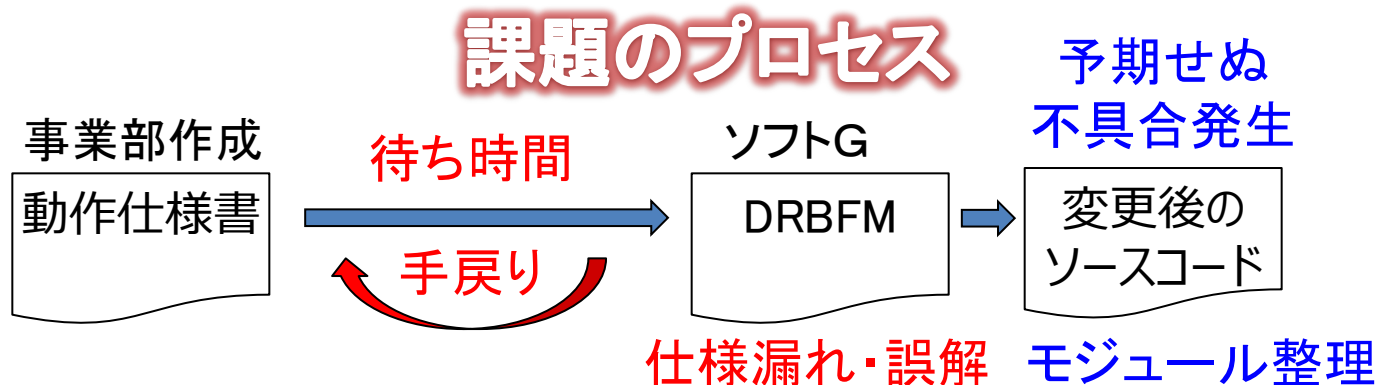 課題のプロセス
事業部作成
動作仕様書
待ち時間
手戻り
ソフトG
DRBFM
仕様漏れ・誤解
予期せぬ
不具合発生
変更後の
ソースコード
モジュール整理